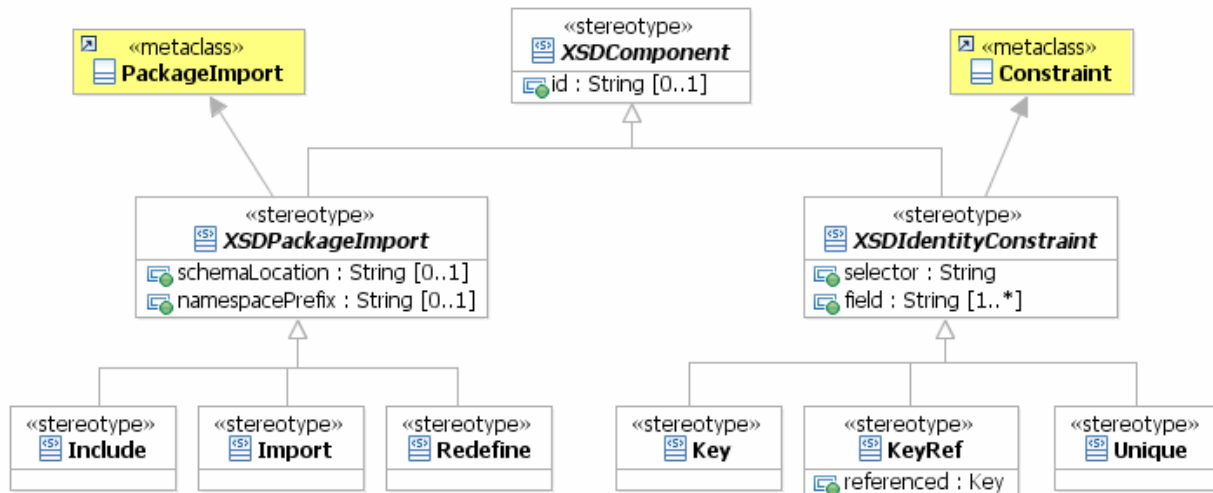 «stereotype»
XSDComponent
id : String [0..1]
«metaclass»
PackageImport
«metaclass»
Constraint
«stereotype»
XSDPackageImport
schemaLocation : String [0..1]
namespacePrefix : String [0..1]
«stereotype»
XSDIdentityConstraint
selector : String
field : String [1..*]
«stereotype»
Include
«stereotype»
Import
«stereotype»
Redefine
«stereotype»
Key
«stereotype»
KeyRef
referenced : Key
«stereotype»
Unique